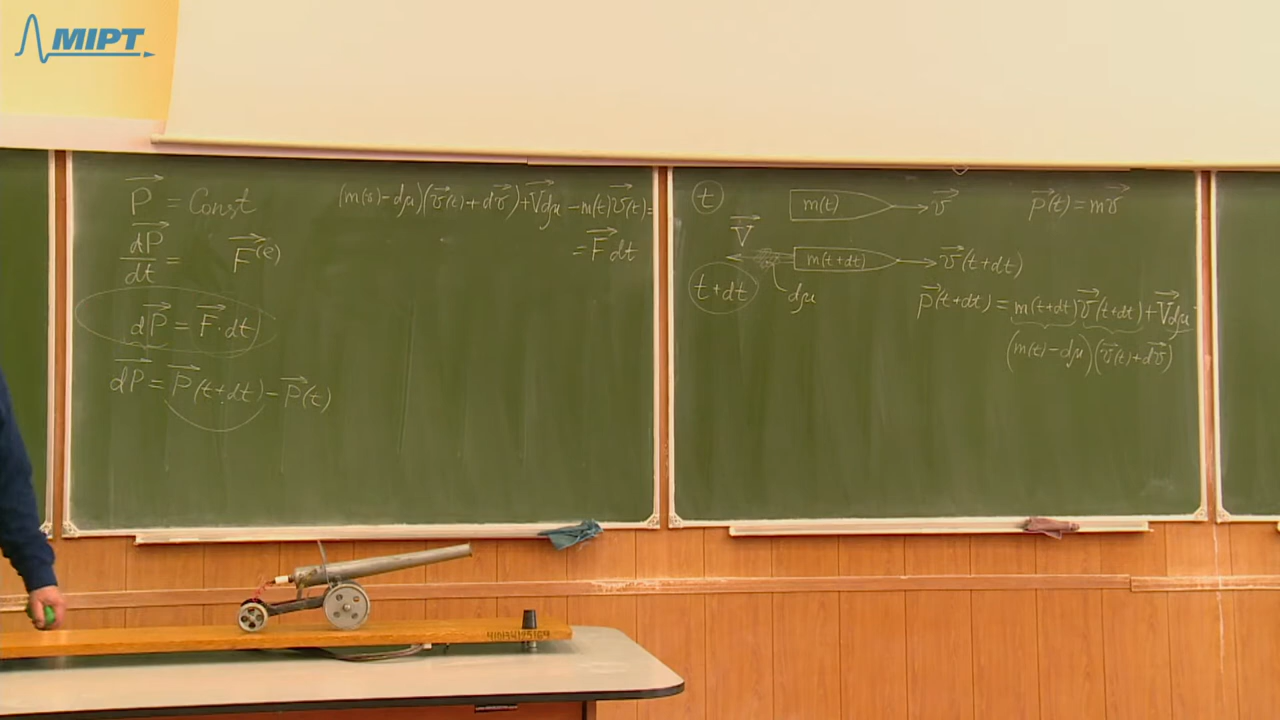 MIPT
P⃗ = Const
dP⃗/dt = F⃗⁽ᵉ⁾
dP⃗ = F⃗·dt
dP⃗ = P⃗(t+dt) − P⃗(t)
(m(t)−dμ)(v⃗(t)+dv⃗)+V⃗dμ −m(t)v⃗(t)=
=F⃗dt
t m(t) v⃗ p⃗(t)=mv⃗
V⃗ m(t+dt) v⃗(t+dt)
t+dt dμ
p⃗(t+dt)=m(t+dt)v⃗(t+dt)+V⃗dμ
(m(t)−dμ)(v⃗(t)+dv⃗)